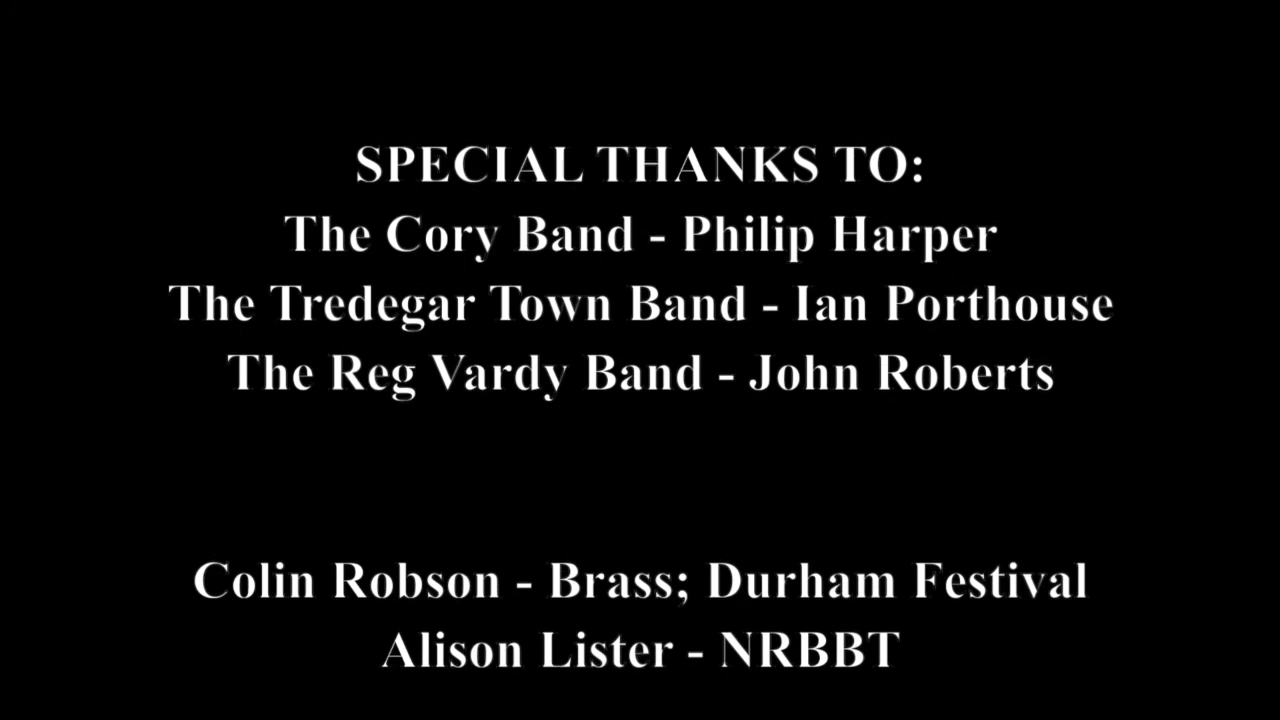 SPECIAL THANKS TO:
The Cory Band - Philip Harper
The Tredegar Town Band - Ian Porthouse
The Reg Vardy Band - John Roberts
Colin Robson - Brass; Durham Festival
Alison Lister - NRBBT